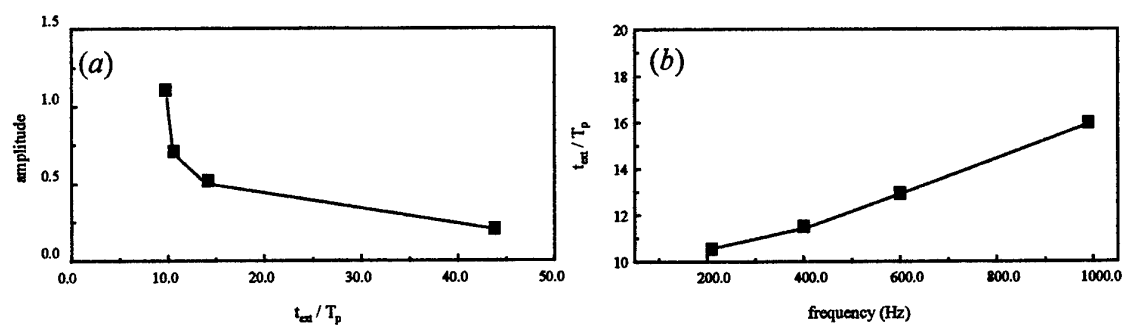 (a)
1.5
1.0
0.5
0.0
amplitude
0.0 10.0 20.0 30.0 40.0 50.0
t_ext / T_p
(b)
20
18
16
14
12
10
t_ext / T_p
200.0 400.0 600.0 800.0 1000.0
frequency (Hz)